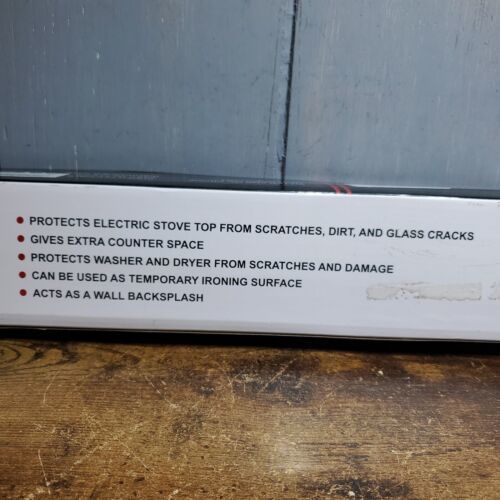 • PROTECTS ELECTRIC STOVE TOP FROM SCRATCHES, DIRT, AND GLASS CRACKS
• GIVES EXTRA COUNTER SPACE
• PROTECTS WASHER AND DRYER FROM SCRATCHES AND DAMAGE
• CAN BE USED AS TEMPORARY IRONING SURFACE
• ACTS AS A WALL BACKSPLASH